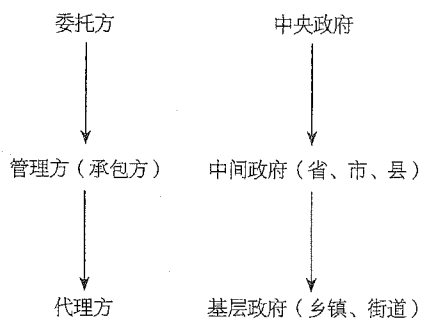 委托方 中央政府
管理方（承包方） 中间政府（省、市、县）
代理方 基层政府（乡镇、街道）